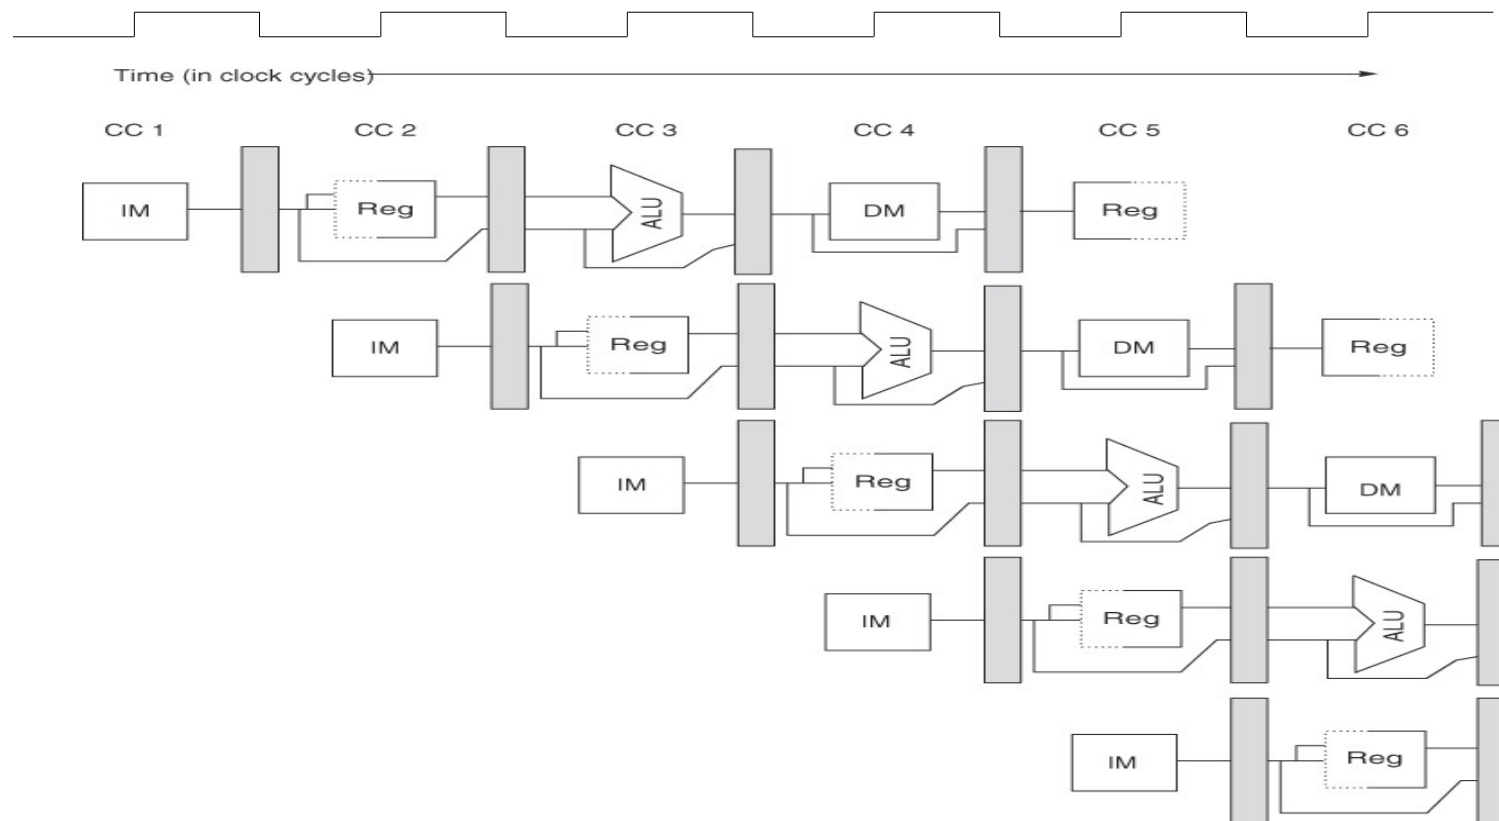 Time (in clock cycles)
CC 1 CC 2 CC 3 CC 4 CC 5 CC 6
IM Reg ALU DM Reg
IM Reg ALU DM Reg
IM Reg ALU DM
IM Reg ALU
IM Reg